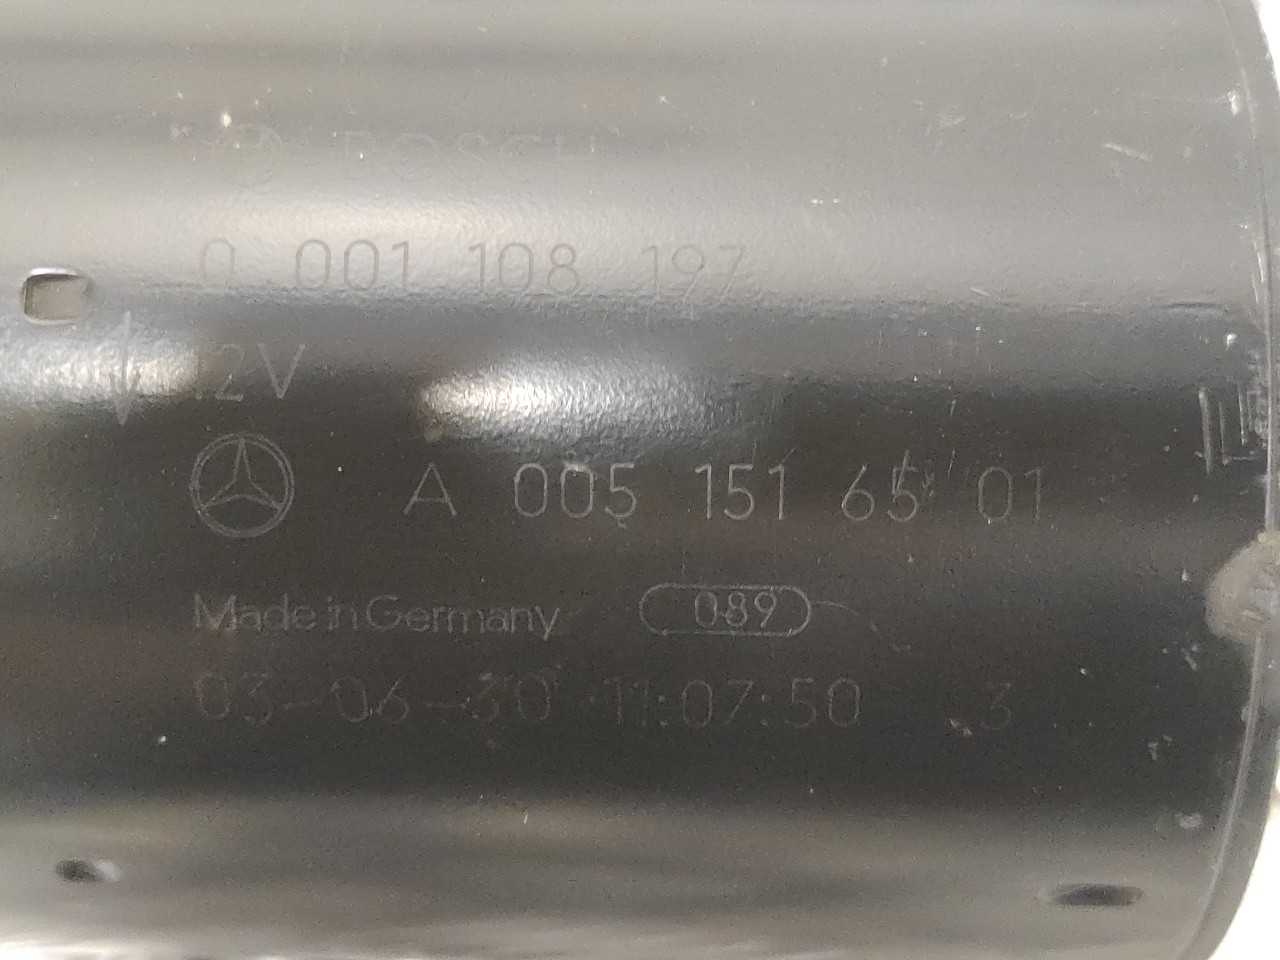 BOSCH
0 001 108 197
12V
A 005 151 65 01
Made in Germany 089
03-06-30 11:07:50 3